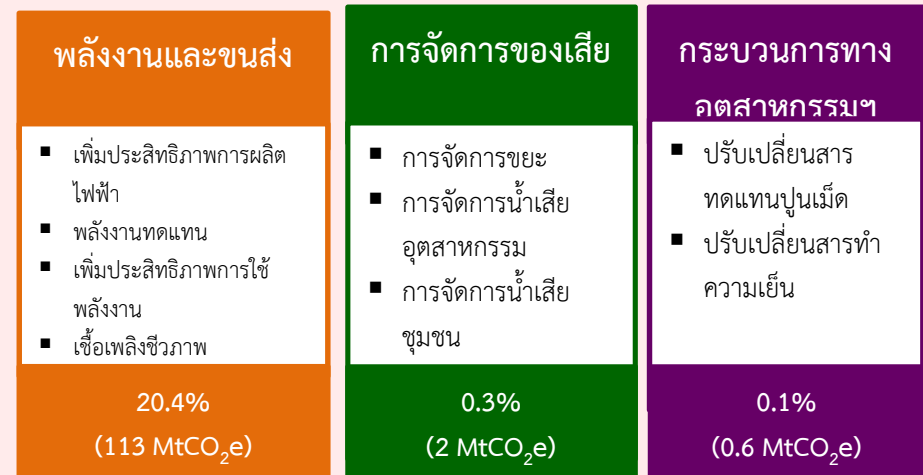 พลังงานและขนส่ง
■ เพิ่มประสิทธิภาพการผลิต
ไฟฟ้า
■ พลังงานทดแทน
■ เพิ่มประสิทธิภาพการใช้
พลังงาน
■ เชื้อเพลิงชีวภาพ
20.4%
(113 MtCO₂e)
การจัดการของเสีย
■ การจัดการขยะ
■ การจัดการน้ำเสีย
อุตสาหกรรม
■ การจัดการน้ำเสีย
ชุมชน
0.3%
(2 MtCO₂e)
กระบวนการทาง
อุตสาหกรรมฯ
■ ปรับเปลี่ยนสาร
ทดแทนปูนเม็ด
■ ปรับเปลี่ยนสารทำ
ความเย็น
0.1%
(0.6 MtCO₂e)